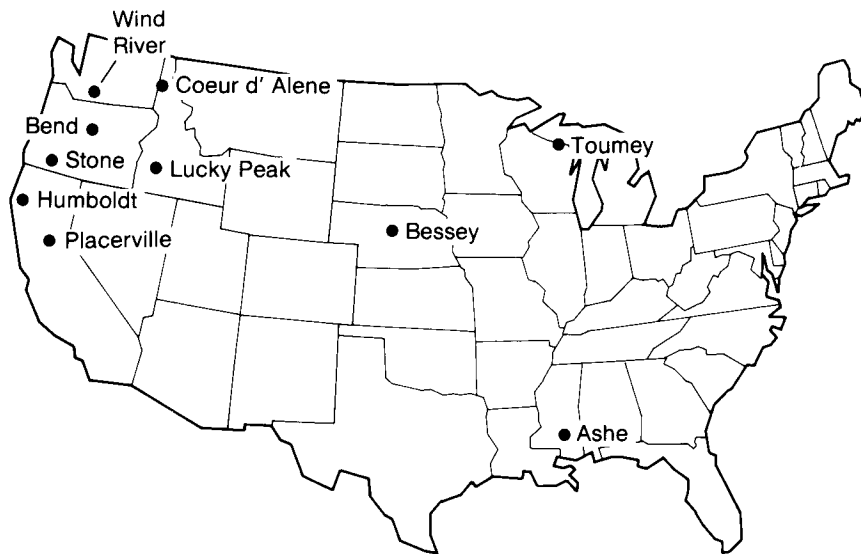 Wind
River
Coeur d' Alene
Bend
Toumey
Stone
Lucky Peak
Humboldt
Bessey
Placerville
Ashe